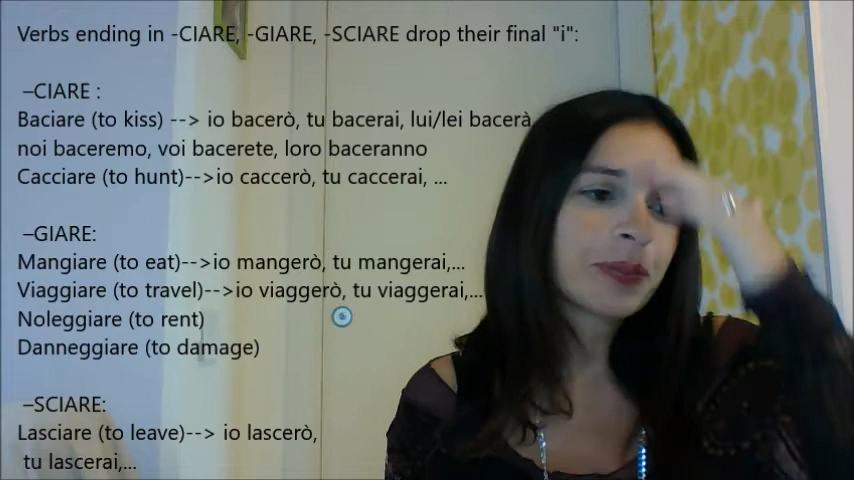 Verbs ending in -CIARE, -GIARE, -SCIARE drop their final "i":
–CIARE :
Baciare (to kiss) --> io bacerò, tu bacerai, lui/lei bacerà
noi baceremo, voi bacerete, loro baceranno
Cacciare (to hunt)-->io caccerò, tu caccerai, ...
–GIARE:
Mangiare (to eat)-->io mangerò, tu mangerai,...
Viaggiare (to travel)-->io viaggerò, tu viaggerai,...
Noleggiare (to rent)
Danneggiare (to damage)
–SCIARE:
Lasciare (to leave)--> io lascerò,
tu lascerai,...